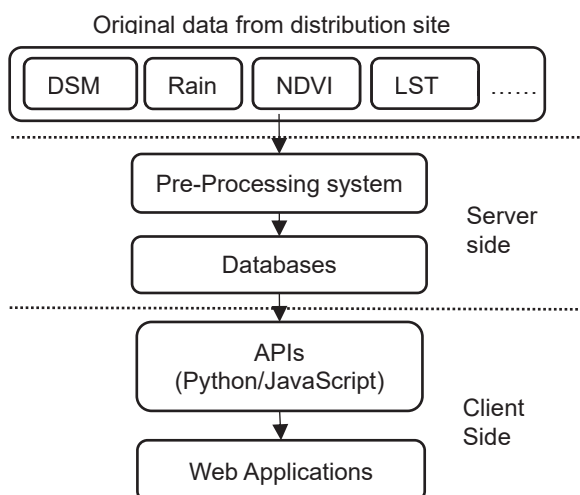 Original data from distribution site
DSM Rain NDVI LST ……
Pre-Processing system
Server
side
Databases
APIs
(Python/JavaScript)
Client
Side
Web Applications